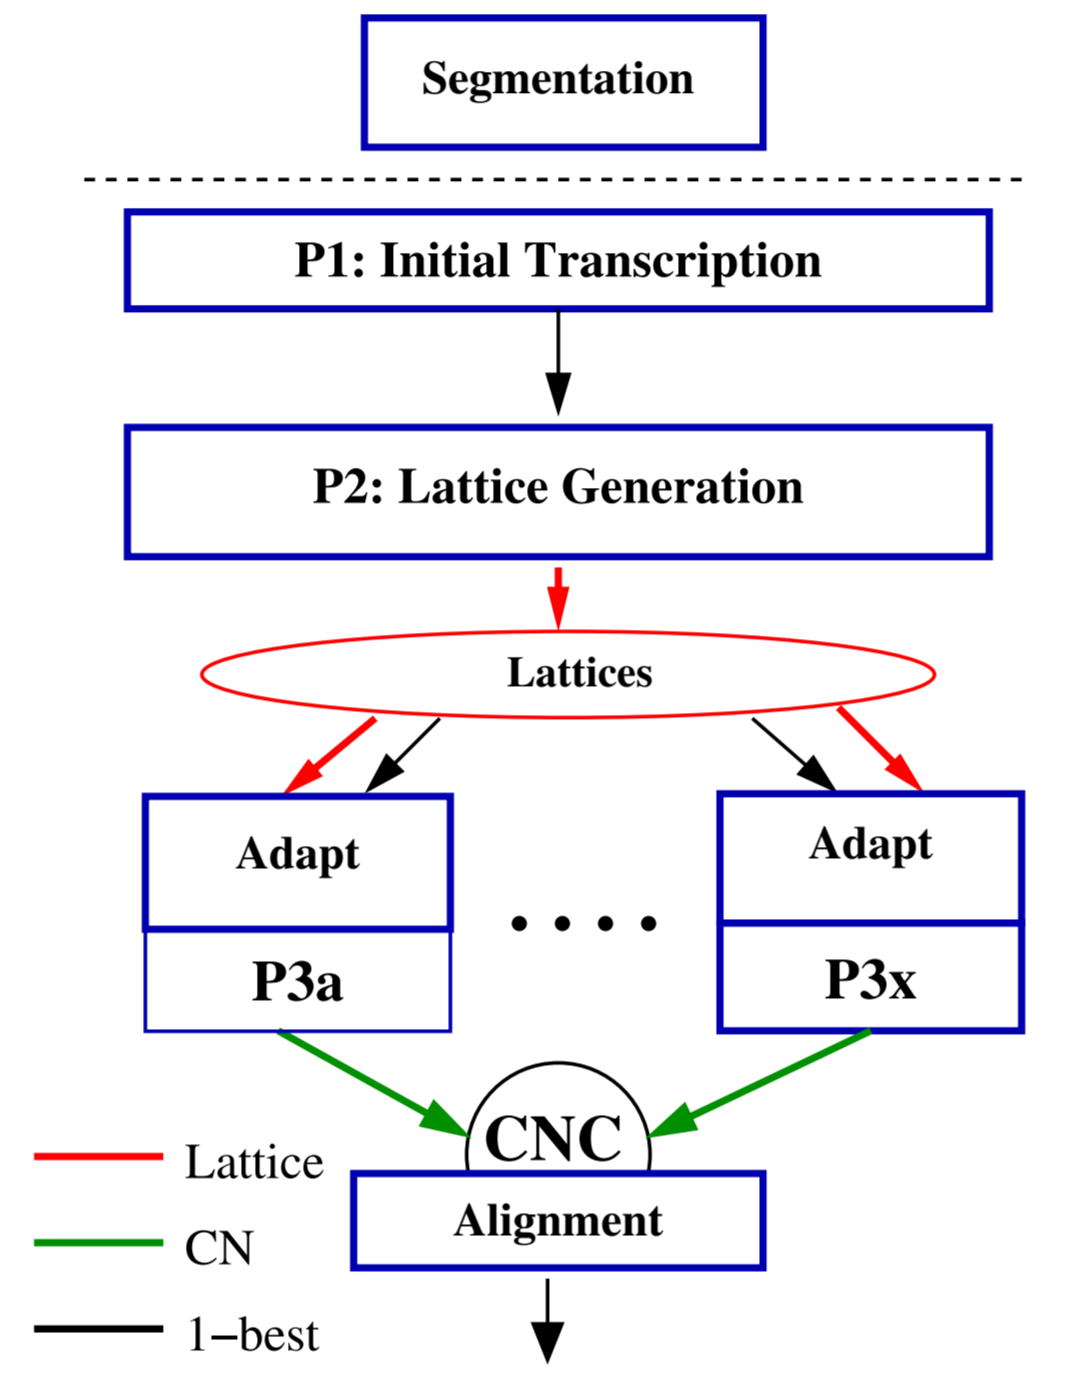 Segmentation
P1: Initial Transcription
P2: Lattice Generation
Lattices
Adapt
Adapt
P3a
P3x
CNC
Alignment
Lattice
CN
1−best